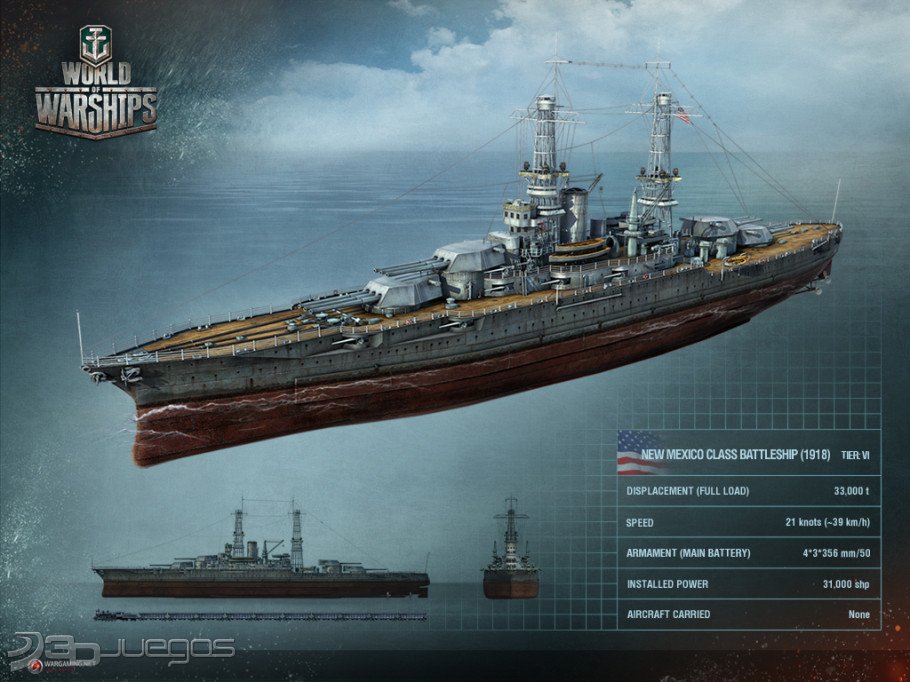 WORLD
OF
WARSHIPS
NEW MEXICO CLASS BATTLESHIP (1918) TIER: VI
DISPLACEMENT (FULL LOAD) 33,000 t
SPEED 21 knots (~39 km/h)
ARMAMENT (MAIN BATTERY) 4*3*356 mm/50
INSTALLED POWER 31,000 shp
AIRCRAFT CARRIED None
3DJUEGOS
WARGAMING.NET